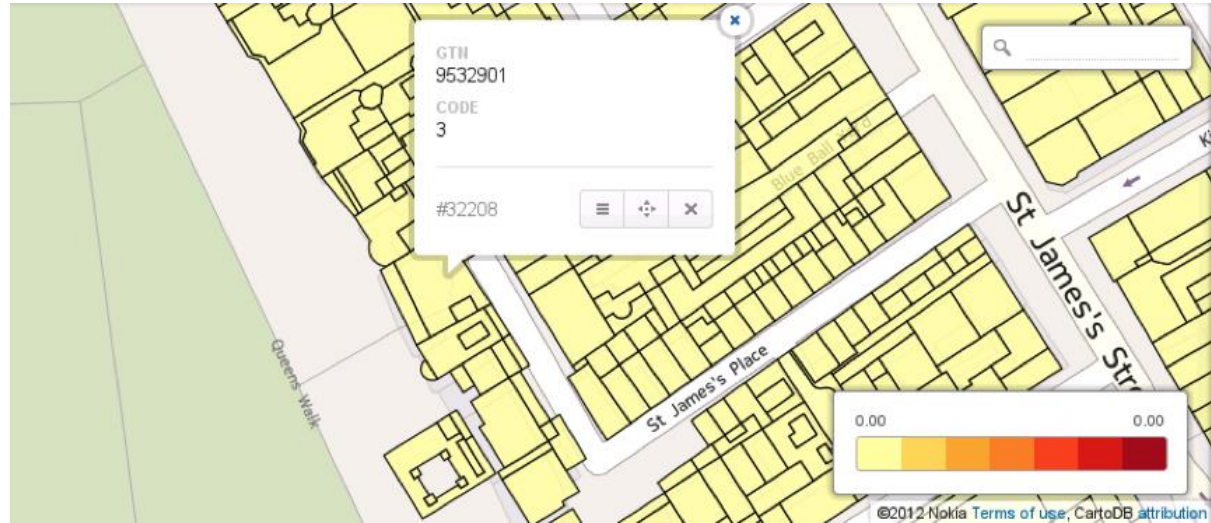 GTN
9532901
CODE
3
#32208
Blue Ball Yard
St James's Street
St James's Place
Queens Walk
0.00 0.00
©2012 Nokia Terms of use, CartoDB attribution